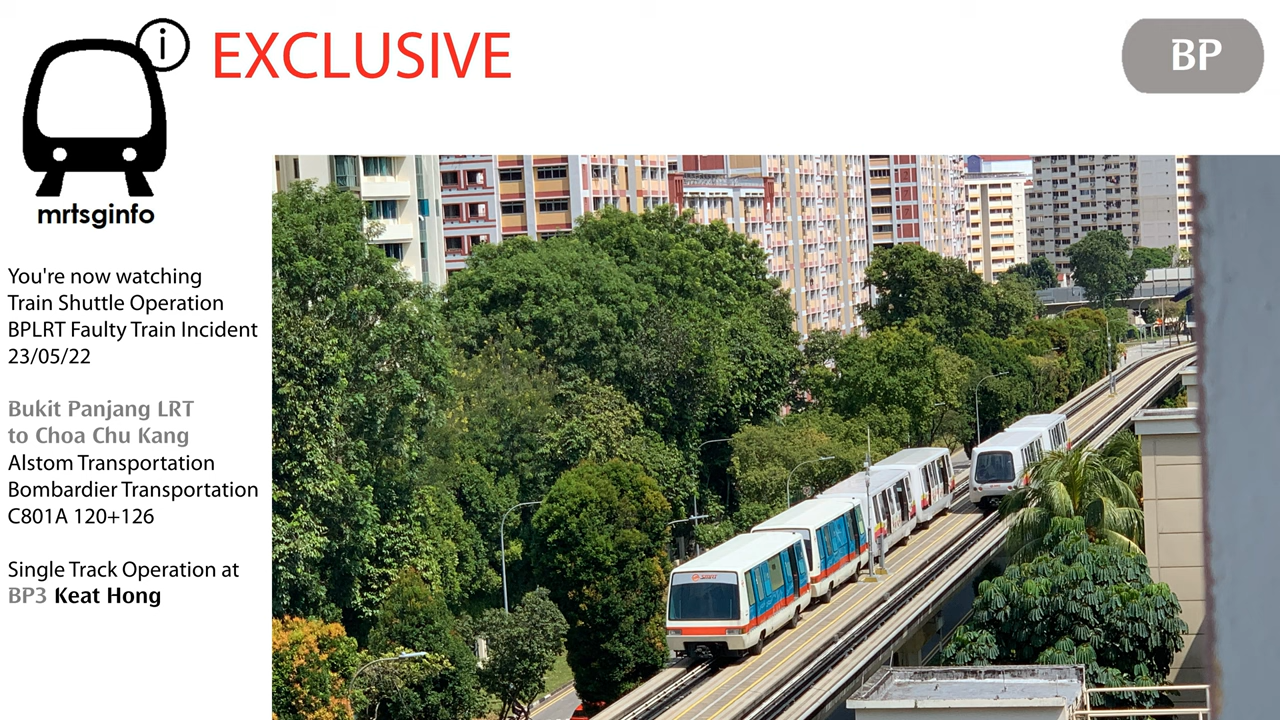 EXCLUSIVE
BP
mrtsginfo
You're now watching
Train Shuttle Operation
BPLRT Faulty Train Incident
23/05/22
Bukit Panjang LRT
to Choa Chu Kang
Alstom Transportation
Bombardier Transportation
C801A 120+126
Single Track Operation at
BP3 Keat Hong
SMRT